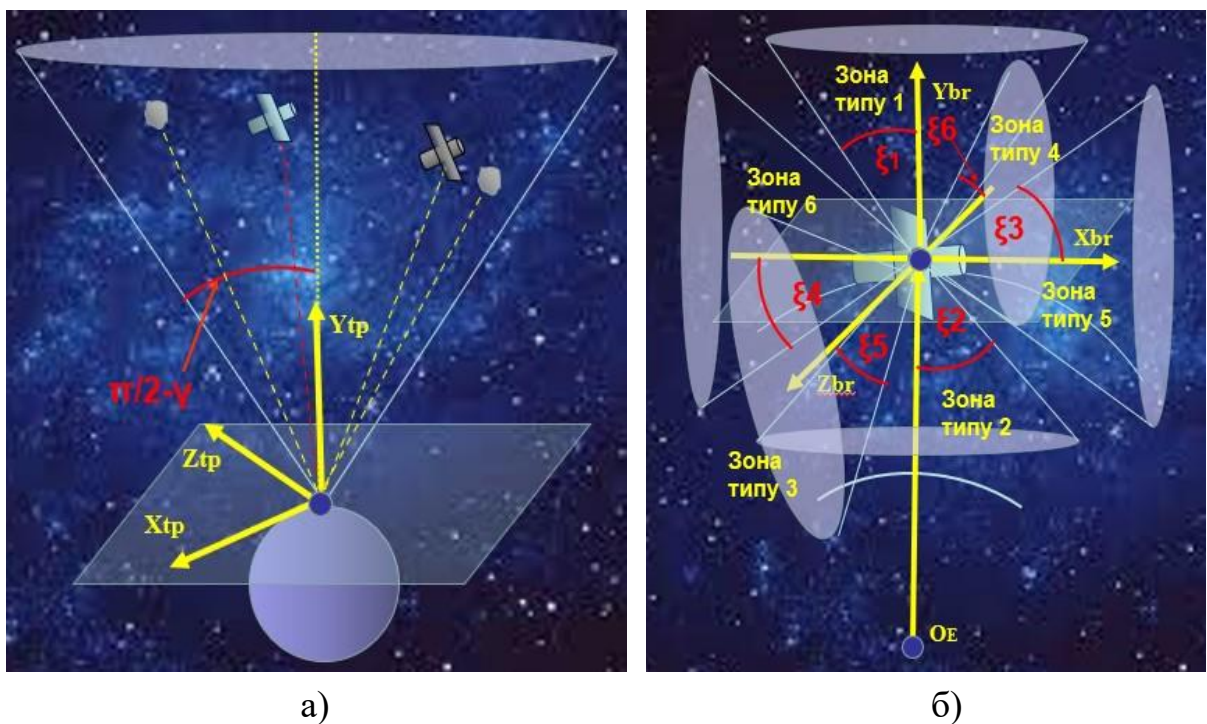 π/2-γ
Ytp
Ztp
Xtp
а)
Зона
типу 1
Ybr
ξ6
Зона
типу 4
ξ1
Зона
типу 6
ξ3
Xbr
ξ4
ξ2
Зона
типу 5
ξ5
Zbr
Зона
типу 2
Зона
типу 3
OE
б)